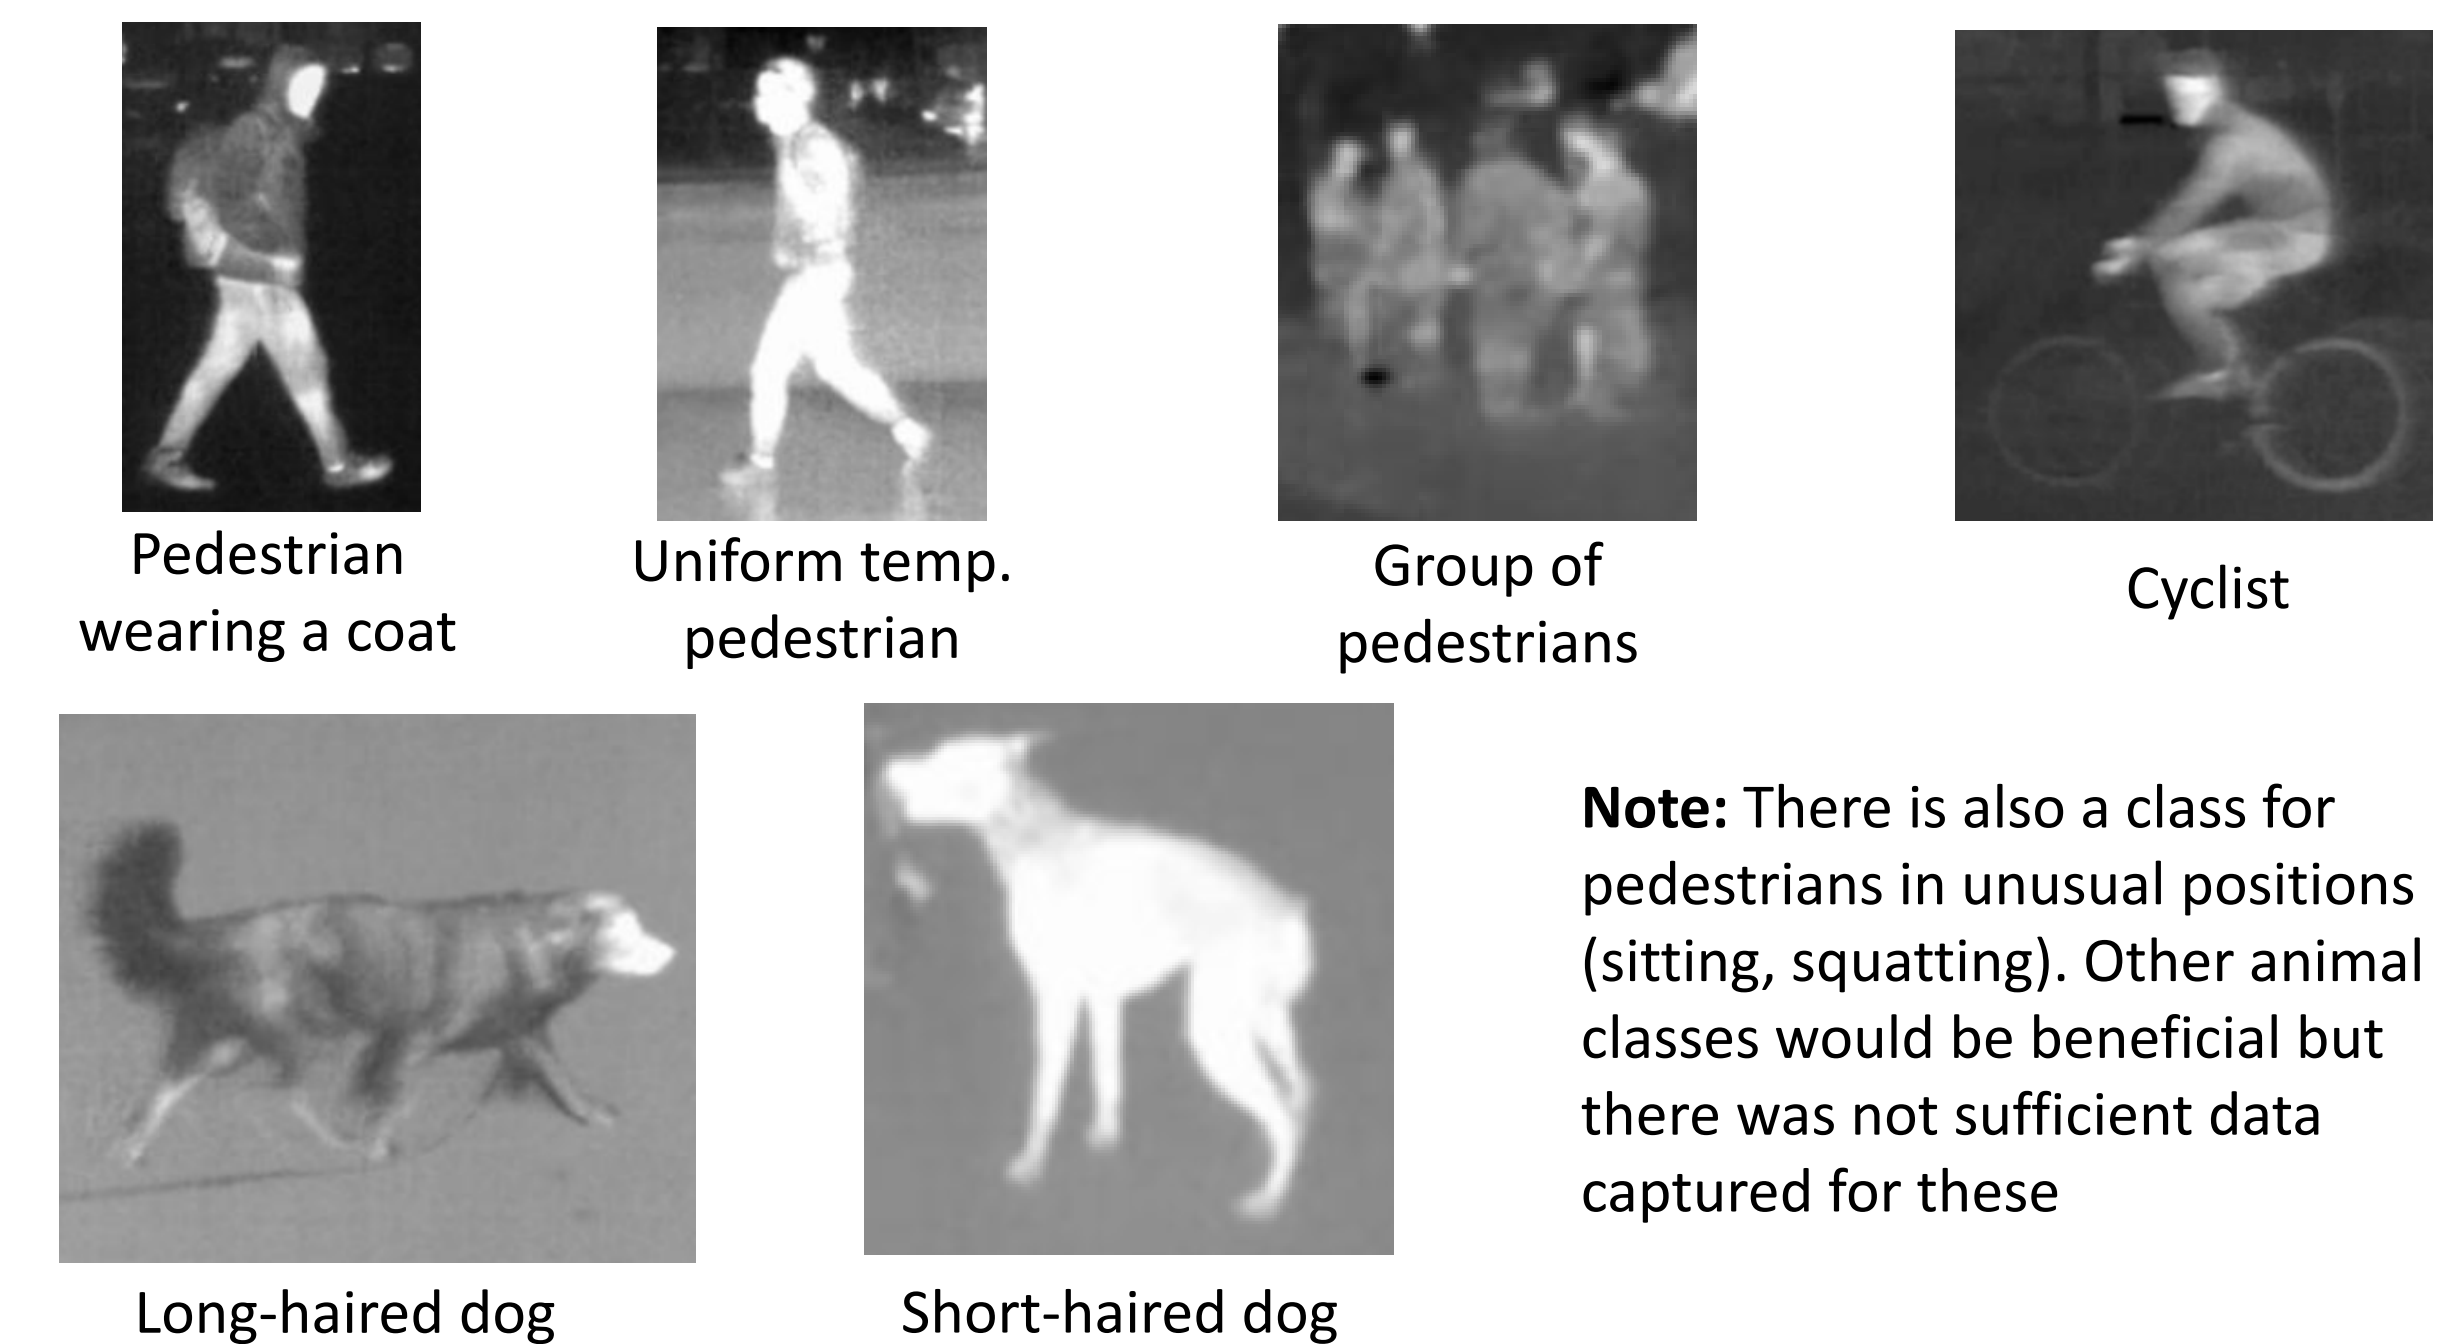 Pedestrian
wearing a coat
Uniform temp.
pedestrian
Group of
pedestrians
Cyclist
Long-haired dog
Short-haired dog
Note: There is also a class for
pedestrians in unusual positions
(sitting, squatting). Other animal
classes would be beneficial but
there was not sufficient data
captured for these